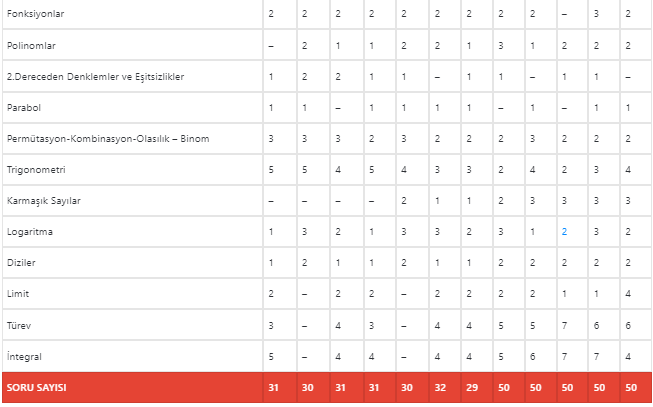 Fonksiyonlar 2 2 2 2 2 2 2 2 2 – 3 2
Polinomlar – 2 1 1 2 2 1 3 1 2 2 2
2.Dereceden Denklemler ve Eşitsizlikler 1 2 2 1 1 – 1 1 – 1 1 –
Parabol 1 1 – 1 1 1 1 – 1 – 1 1
Permütasyon-Kombinasyon-Olasılık – Binom 3 3 3 2 3 2 2 2 3 2 2 2
Trigonometri 5 5 4 5 4 3 3 2 4 2 3 4
Karmaşık Sayılar – – – – 2 1 1 2 3 3 3 3
Logaritma 1 3 2 1 3 3 2 3 1 2 3 2
Diziler 1 2 1 1 2 1 1 2 2 2 2 2
Limit 2 – 2 2 – 2 2 2 2 1 1 4
Türev 3 – 4 3 – 4 4 5 5 7 6 6
İntegral 5 – 4 4 – 4 4 5 6 7 7 4
SORU SAYISI 31 30 31 31 30 32 29 50 50 50 50 50